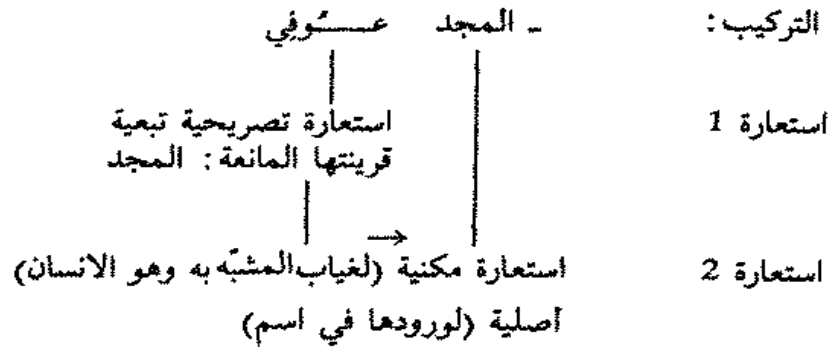 التركيب : ـ المجد عـــــوفِي
استعارة 1 استعارة تصريحية تبعية
قرينتها المانعة : المجد
استعارة 2 استعارة مكنية (لغياب المشبّه به وهو الانسان)
أصلية (لورودها في اسم)